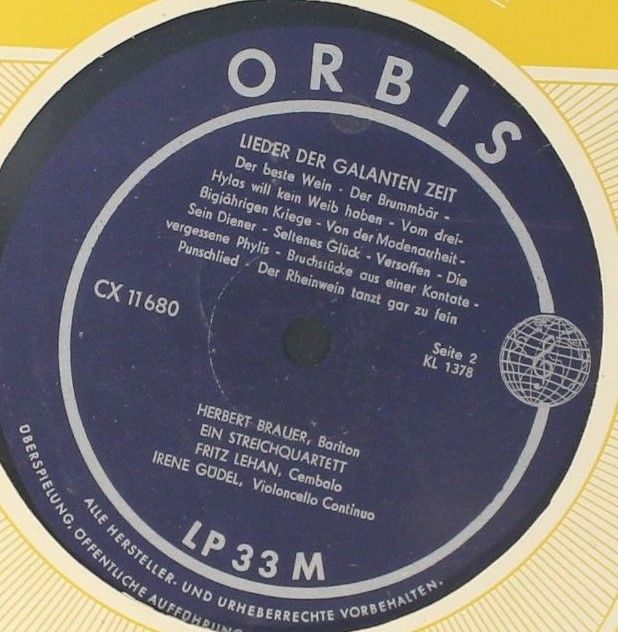 ORBIS
LIEDER DER GALANTEN ZEIT
Der beste Wein - Der Brummbär -
Hylas will kein Weib haben - Vom drei-
Bigjährigen Kriege - Von der Modenarrheit -
Sein Diener - Seltenes Glück - Versoffen - Die
vergessene Phylis - Bruchstücke aus einer Kontate -
Punschlied - Der Rheinwein tanzt gar zu fein
CX 11680
Seite 2
KL 1378
HERBERT BRAUER, Bariton
EIN STREICHQUARTETT
FRITZ LEHAN, Cembalo
IRENE GÜDEL, Violoncello Continuo
LP 33 M
ALLE HERSTELLER- UND URHEBERRECHTE VORBEHALTEN.
ÜBERSPIELUNG, ÖFFENTLICHE AUFFÜHRUNG